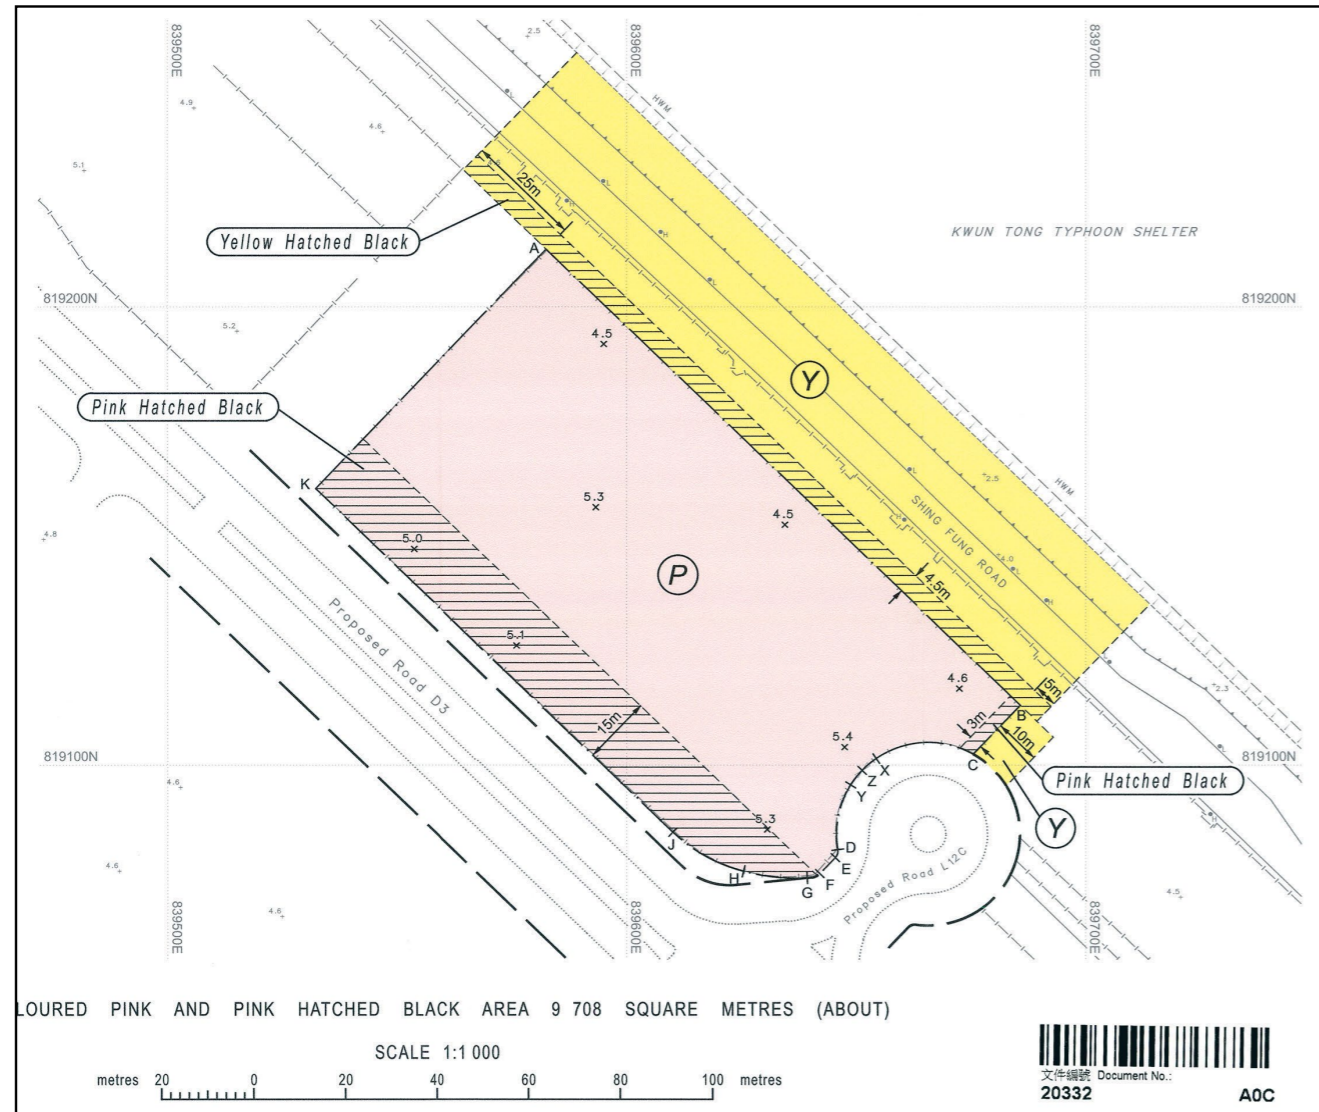 839500E
839600E
839700E
2.5
HWM
4.9
4.6
5.1
25m
KWUN TONG TYPHOON SHELTER
Yellow Hatched Black
A
819200N
819200N
5.2
4.5
Y
Pink Hatched Black
K
5.3
4.5
2.5
HWM
SHING FUNG ROAD
4.8
5.0
P
4.5m
Proposed Road D3
5.1
4.6
5m
2.3
15m
B
3m
10m
5.4
819100N
C
819100N
X
Z
Y
Pink Hatched Black
4.6
5.3
Y
J
D
E
4.6
H
G
F
Proposed Road L12C
4.5
4.6
839500E
839600E
839700E
LOURED PINK AND PINK HATCHED BLACK AREA 9 708 SQUARE METRES (ABOUT)
SCALE 1:1 000
metres 20 0 20 40 60 80 100 metres
文件編號 Document No.:
20332 A0C